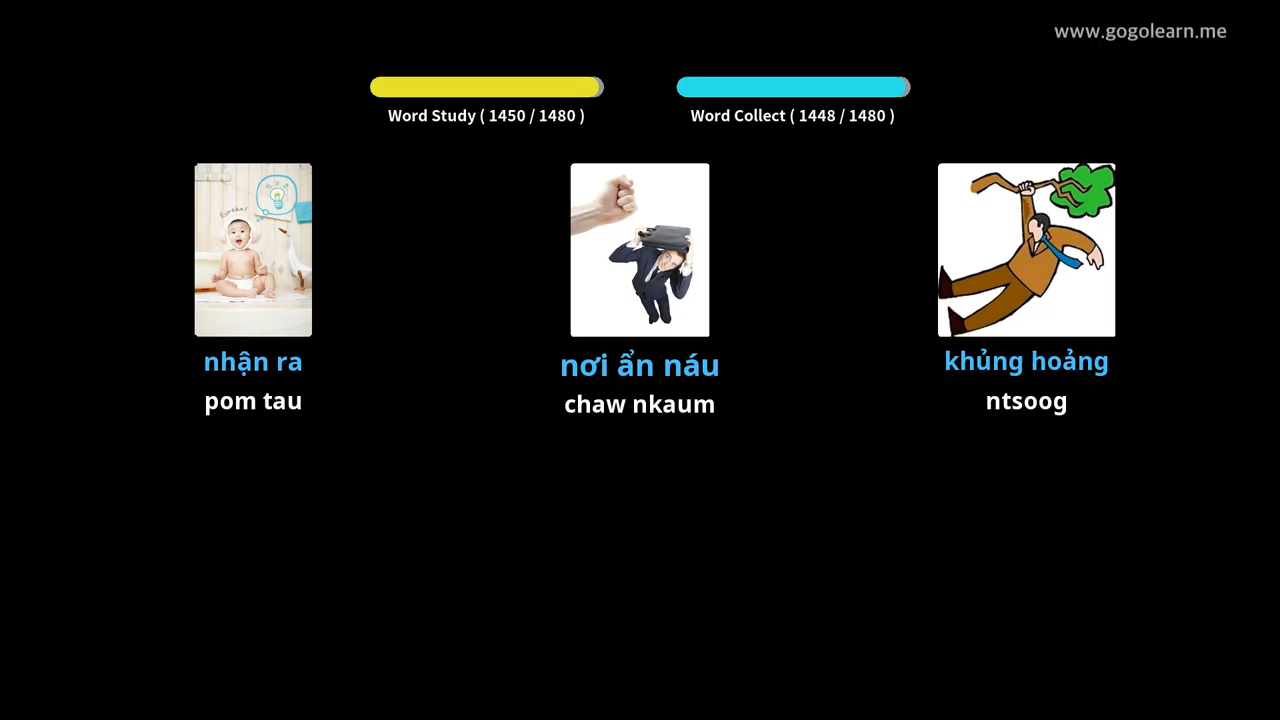 www.gogolearn.me
Word Study ( 1450 / 1480 )
Word Collect ( 1448 / 1480 )
Eureka!
nhận ra
nơi ẩn náu
khủng hoảng
pom tau
chaw nkaum
ntsoog